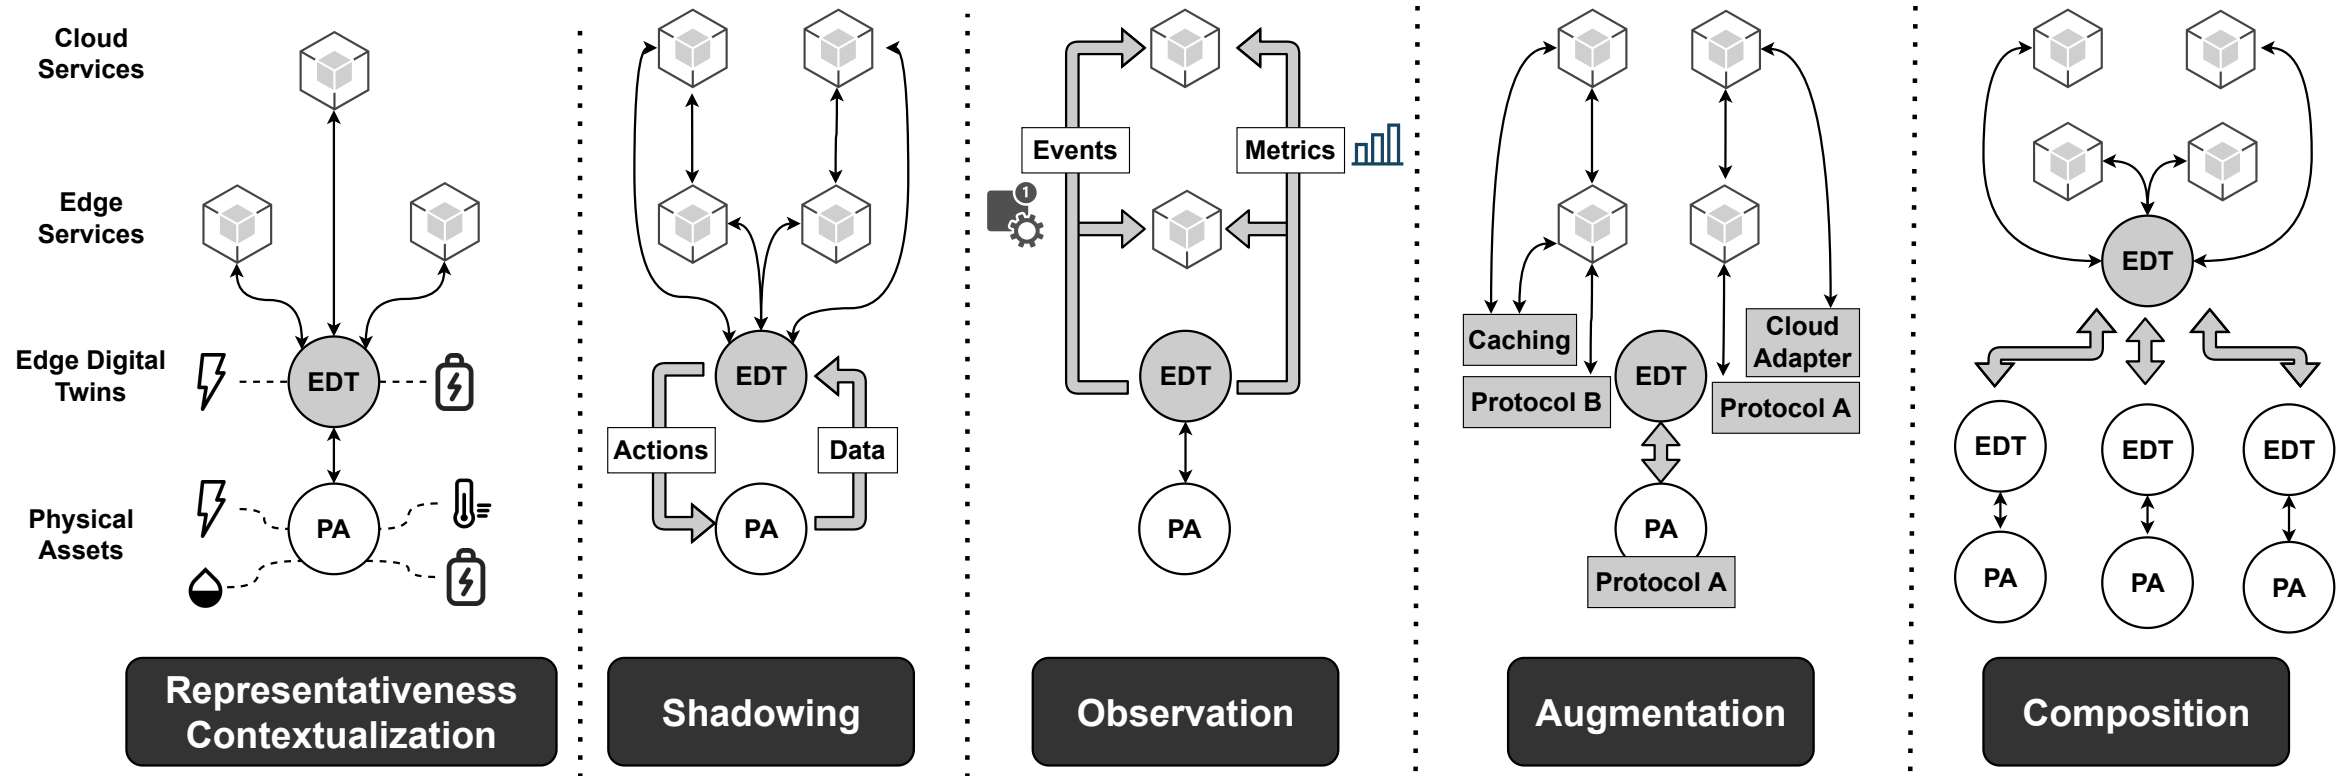 Cloud
Services
Edge
Services
Edge Digital
Twins
Physical
Assets
EDT
PA
Representativeness
Contextualization
EDT
Actions
Data
PA
Shadowing
Events
Metrics
1
EDT
PA
Observation
Caching
Cloud
Adapter
EDT
Protocol B
Protocol A
PA
Protocol A
Augmentation
EDT
EDT
EDT
EDT
PA
PA
PA
Composition